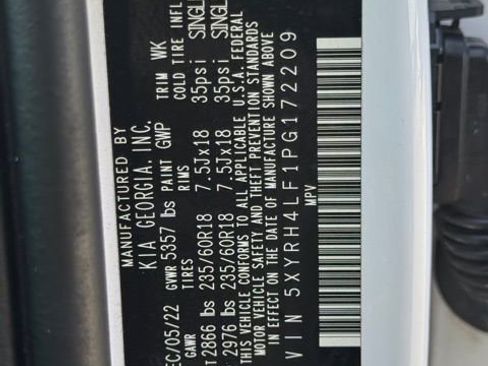 MANUFACTURED BY
KIA GEORGIA, INC.
EC/05/22 GVWR 5357 lbs PAINT GWP TRIM WK
GAWR TIRES RIMS COLD TIRE INFL
T 2866 lbs 235/60R18 7.5Jx18 35psi SINGL
2976 lbs 235/60R18 7.5Jx18 35psi SINGL
THIS VEHICLE CONFORMS TO ALL APPLICABLE U.S.A. FEDERAL
MOTOR VEHICLE SAFETY AND THEFT PREVENTION STANDARDS
IN EFFECT ON THE DATE OF MANUFACTURE SHOWN ABOVE
VIN 5XYRH4LF1PG172209
MPV